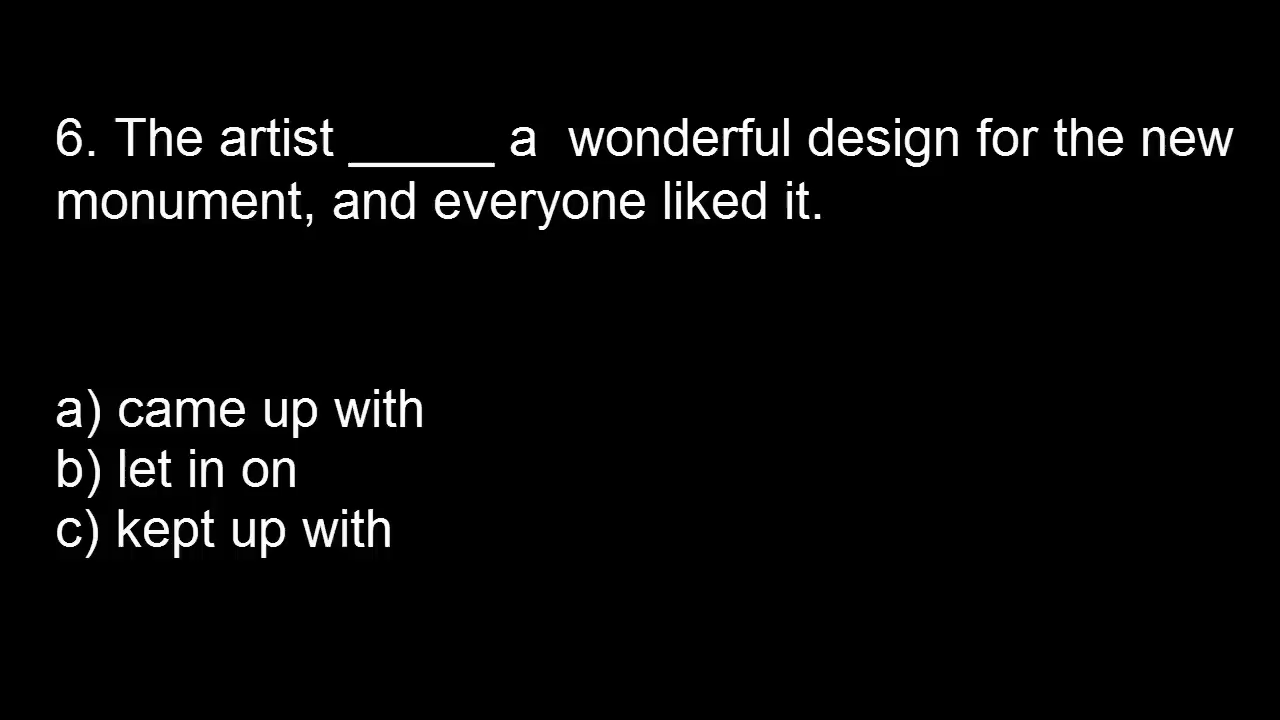 6. The artist _____ a  wonderful design for the new
monument, and everyone liked it.
a) came up with
b) let in on
c) kept up with